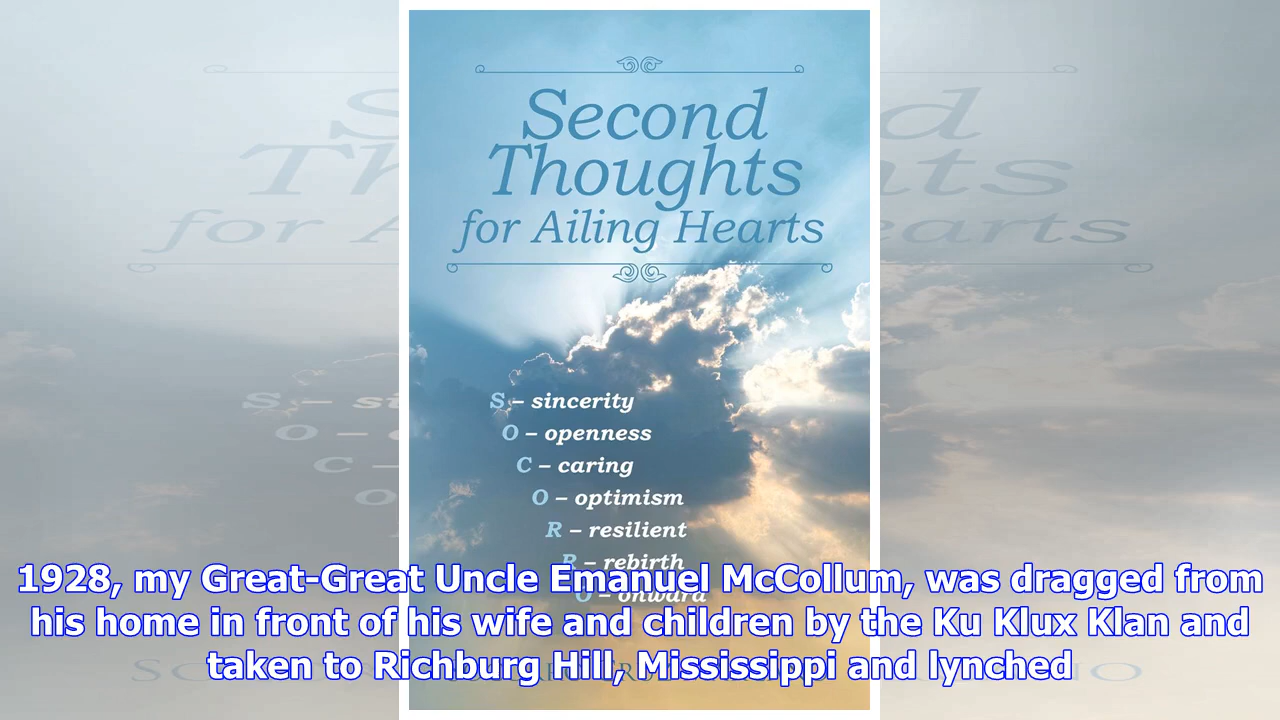 Second
Thoughts
for Ailing Hearts
S – sincerity
O – openness
C – caring
O – optimism
R – resilient
R – rebirth
O – onward
1928, my Great-Great Uncle Emanuel McCollum, was dragged from
his home in front of his wife and children by the Ku Klux Klan and
taken to Richburg Hill, Mississippi and lynched